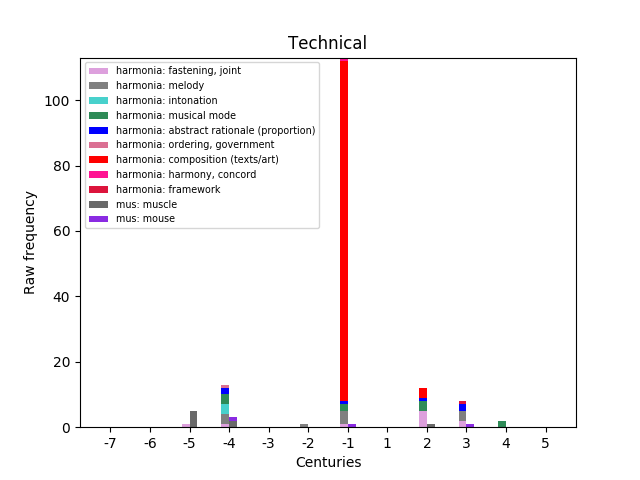 Technical
harmonia: fastening, joint
harmonia: melody
harmonia: intonation
harmonia: musical mode
harmonia: abstract rationale (proportion)
harmonia: ordering, government
harmonia: composition (texts/art)
harmonia: harmony, concord
harmonia: framework
mus: muscle
mus: mouse
Raw frequency
100
80
60
40
20
0
-7 -6 -5 -4 -3 -2 -1 1 2 3 4 5
Centuries